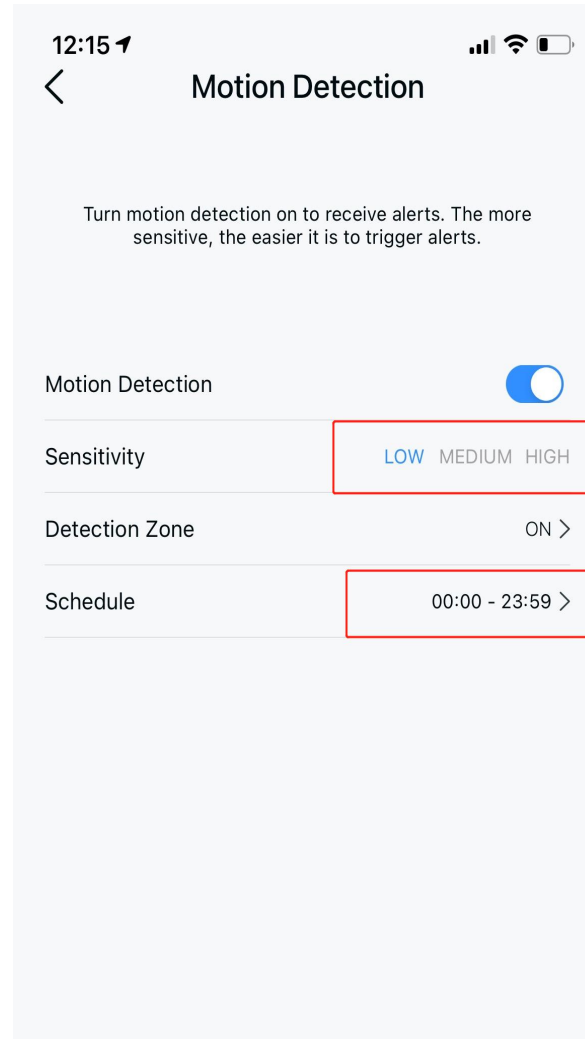 12:15
Motion Detection
Turn motion detection on to receive alerts. The more
sensitive, the easier it is to trigger alerts.
Motion Detection
Sensitivity LOW MEDIUM HIGH
Detection Zone ON
Schedule 00:00 - 23:59